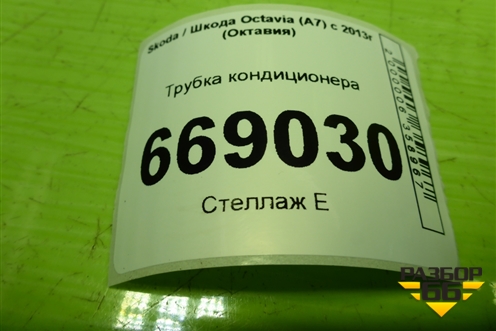 Skoda / Шкода Octavia (A7) с 2013г
(Октавия)
Трубка кондиционера
669030
Стеллаж Е
РАЗБОР
66